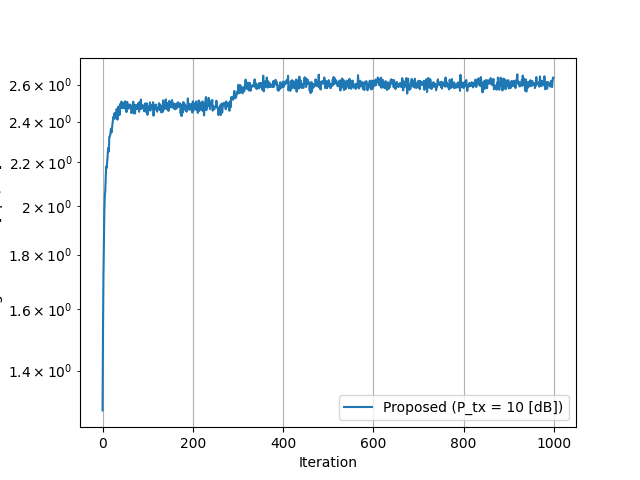 2.6 × 10⁰
2.4 × 10⁰
2.2 × 10⁰
2 × 10⁰
1.8 × 10⁰
1.6 × 10⁰
1.4 × 10⁰
Proposed (P_tx = 10 [dB])
0 200 400 600 800 1000
Iteration